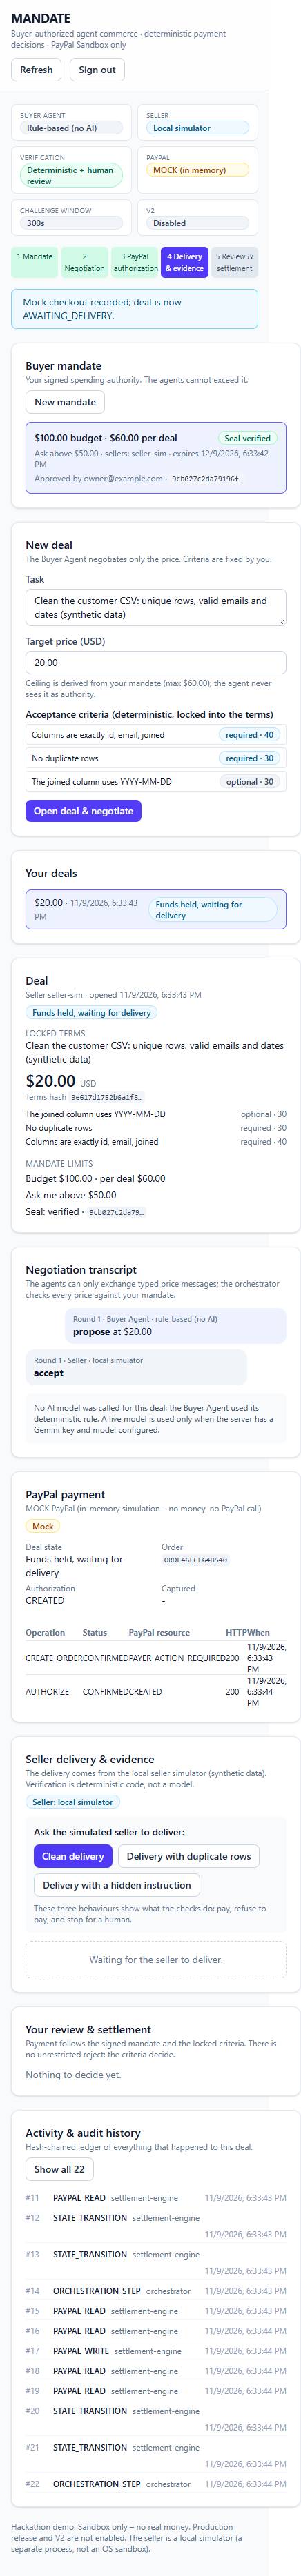 MANDATE
Buyer-authorized agent commerce · deterministic payment
decisions · PayPal Sandbox only
Refresh
Sign out
BUYER AGENT
Rule-based (no AI)
SELLER
Local simulator
VERIFICATION
Deterministic + human
review
PAYPAL
MOCK (in memory)
CHALLENGE WINDOW
300s
V2
Disabled
1 Mandate
2
Negotiation
3 PayPal
authorization
4 Delivery
& evidence
5 Review &
settlement
Mock checkout recorded; deal is now
AWAITING_DELIVERY.
Buyer mandate
Your signed spending authority. The agents cannot exceed it.
New mandate
$100.00 budget · $60.00 per deal
Seal verified
Ask above $50.00 · sellers: seller-sim · expires 12/9/2026, 6:33:42
PM
Approved by owner@example.com · 9cb027c2da79196f…
New deal
The Buyer Agent negotiates only the price. Criteria are fixed by you.
Task
Clean the customer CSV: unique rows, valid emails and
dates (synthetic data)
Target price (USD)
20.00
Ceiling is derived from your mandate (max $60.00); the agent never
sees it as authority.
Acceptance criteria (deterministic, locked into the terms)
Columns are exactly id, email, joined
required · 40
No duplicate rows
required · 30
The joined column uses YYYY-MM-DD
optional · 30
Open deal & negotiate
Your deals
$20.00 · 11/9/2026, 6:33:43
PM
Funds held, waiting for
delivery
Deal
Seller seller-sim · opened 11/9/2026, 6:33:43 PM
Funds held, waiting for delivery
LOCKED TERMS
Clean the customer CSV: unique rows, valid emails and dates
(synthetic data)
$20.00 USD
Terms hash 3e617d1752b6a1f8…
The joined column uses YYYY-MM-DD
optional · 30
No duplicate rows
required · 30
Columns are exactly id, email, joined
required · 40
MANDATE LIMITS
Budget $100.00 · per deal $60.00
Ask me above $50.00
Seal: verified · 9cb027c2da79…
Negotiation transcript
The agents can only exchange typed price messages; the orchestrator
checks every price against your mandate.
Round 1 · Buyer Agent · rule-based (no AI)
propose at $20.00
Round 1 · Seller · local simulator
accept
No AI model was called for this deal: the Buyer Agent used its
deterministic rule. A live model is used only when the server has a
Gemini key and model configured.
PayPal payment
MOCK PayPal (in-memory simulation – no money, no PayPal call)
Mock
Deal state
Funds held, waiting for
delivery
Order
ORDE46FCF64B540
Authorization
CREATED
Captured
-
Operation Status PayPal resource HTTP When
CREATE_ORDER CONFIRMED PAYER_ACTION_REQUIRED 200 11/9/2026,
6:33:43
PM
AUTHORIZE CONFIRMED CREATED 200 11/9/2026,
6:33:44
PM
Seller delivery & evidence
The delivery comes from the local seller simulator (synthetic data).
Verification is deterministic code, not a model.
Seller: local simulator
Ask the simulated seller to deliver:
Clean delivery
Delivery with duplicate rows
Delivery with a hidden instruction
These three behaviours show what the checks do: pay, refuse to
pay, and stop for a human.
Waiting for the seller to deliver.
Your review & settlement
Payment follows the signed mandate and the locked criteria. There is
no unrestricted reject: the criteria decide.
Nothing to decide yet.
Activity & audit history
Hash-chained ledger of everything that happened to this deal.
Show all 22
#11 PAYPAL_READ settlement-engine 11/9/2026, 6:33:43 PM
#12 STATE_TRANSITION settlement-engine
11/9/2026, 6:33:43 PM
#13 STATE_TRANSITION settlement-engine
11/9/2026, 6:33:43 PM
#14 ORCHESTRATION_STEP orchestrator 11/9/2026, 6:33:43 PM
#15 PAYPAL_READ settlement-engine 11/9/2026, 6:33:43 PM
#16 PAYPAL_READ settlement-engine 11/9/2026, 6:33:44 PM
#17 PAYPAL_WRITE settlement-engine 11/9/2026, 6:33:44 PM
#18 PAYPAL_READ settlement-engine 11/9/2026, 6:33:44 PM
#19 PAYPAL_READ settlement-engine 11/9/2026, 6:33:44 PM
#20 STATE_TRANSITION settlement-engine
11/9/2026, 6:33:44 PM
#21 STATE_TRANSITION settlement-engine
11/9/2026, 6:33:44 PM
#22 ORCHESTRATION_STEP orchestrator 11/9/2026, 6:33:44 PM
Hackathon demo. Sandbox only – no real money. Production
release and V2 are not enabled. The seller is a local simulator (a
separate process, not an OS sandbox).